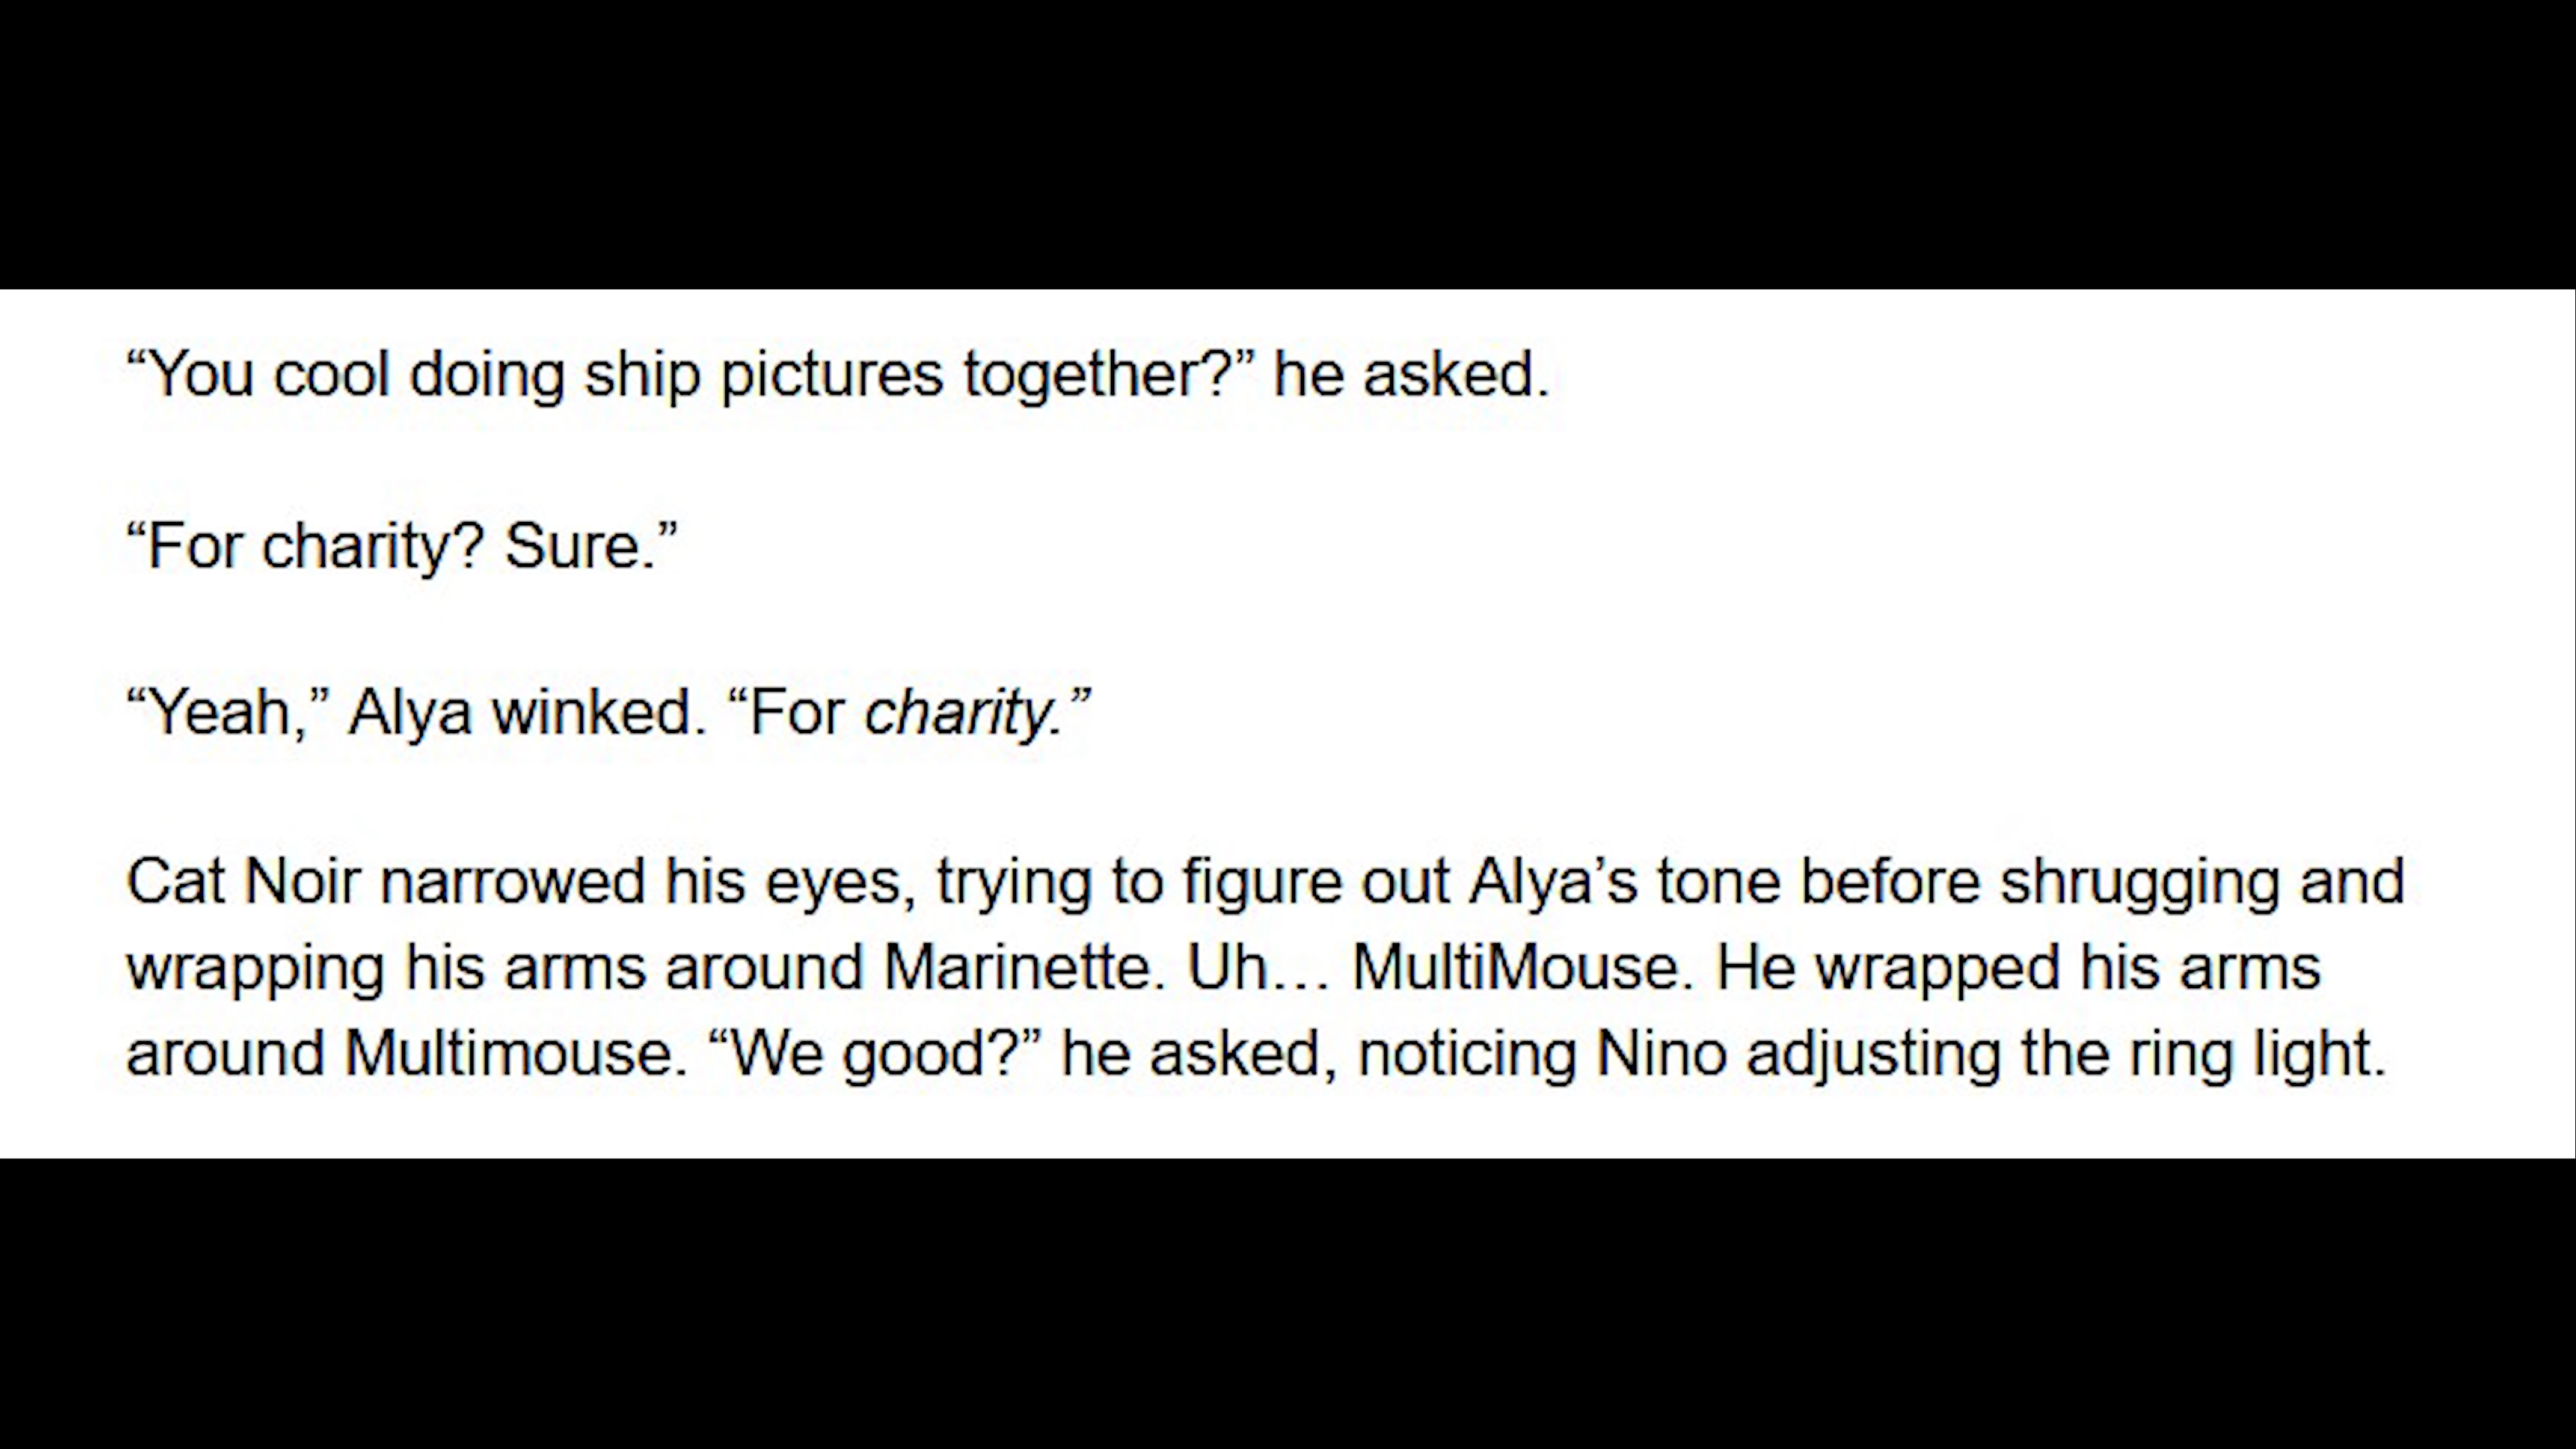 “You cool doing ship pictures together?” he asked.
“For charity? Sure.”
“Yeah,” Alya winked. “For charity.”
Cat Noir narrowed his eyes, trying to figure out Alya’s tone before shrugging and
wrapping his arms around Marinette. Uh… MultiMouse. He wrapped his arms
around Multimouse. “We good?” he asked, noticing Nino adjusting the ring light.